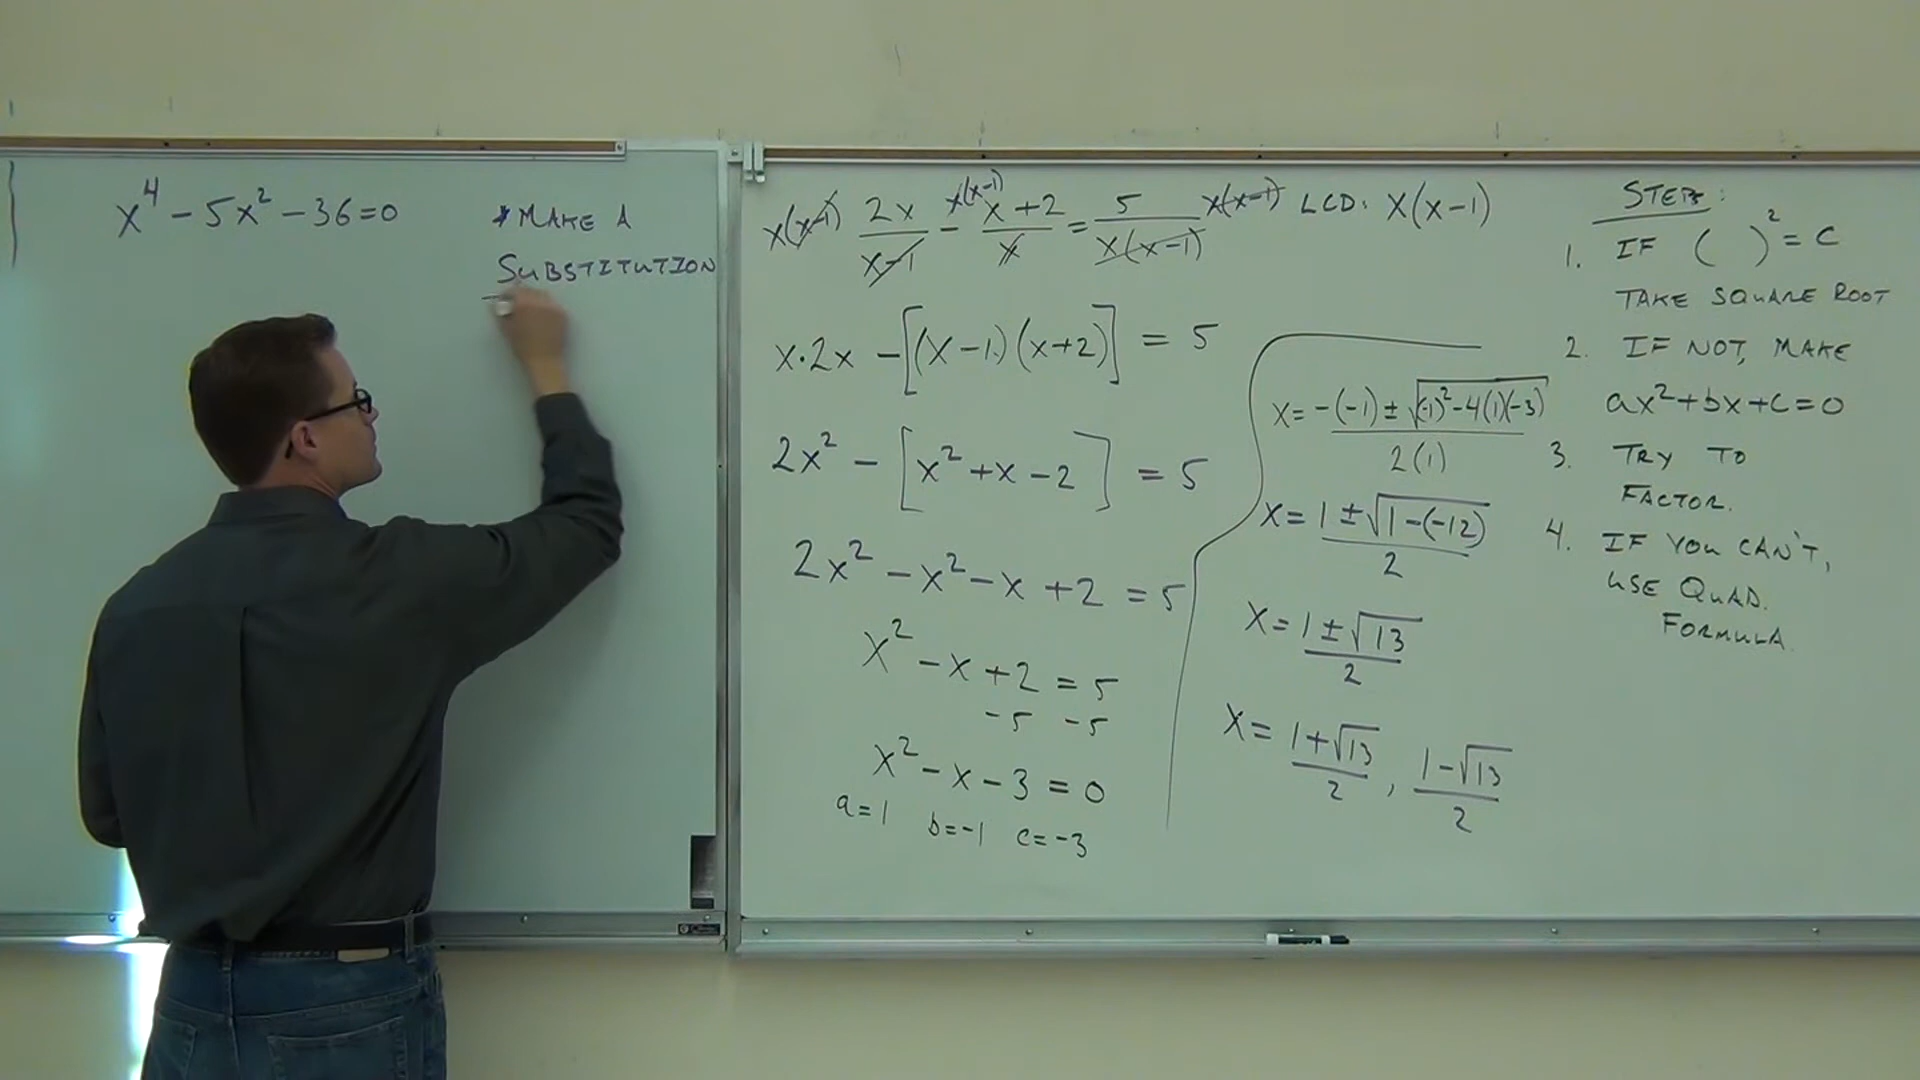 x⁴ - 5x² - 36 = 0
* MAKE A
SUBSTITUTION
x(x-1) 2x/(x-1) - x(x-1) (x+2)/x = 5/(x(x-1)) x(x-1) LCD: X(x-1)
x·2x - [(x-1)(x+2)] = 5
2x² - [x² + x - 2] = 5
2x² - x² - x + 2 = 5
x² - x + 2 = 5
-5 -5
x² - x - 3 = 0
a=1 b=-1 c=-3
x = (-(-1) ± √((-1)² - 4(1)(-3)))/(2(1))
x = (1 ± √(1-(-12)))/2
x = (1 ± √13)/2
x = (1+√13)/2 , (1-√13)/2
STEPS:
1. IF ( )² = C
TAKE SQUARE ROOT
2. IF NOT, MAKE
ax²+bx+c=0
3. TRY TO
FACTOR.
4. IF YOU CAN'T,
USE QUAD.
FORMULA.